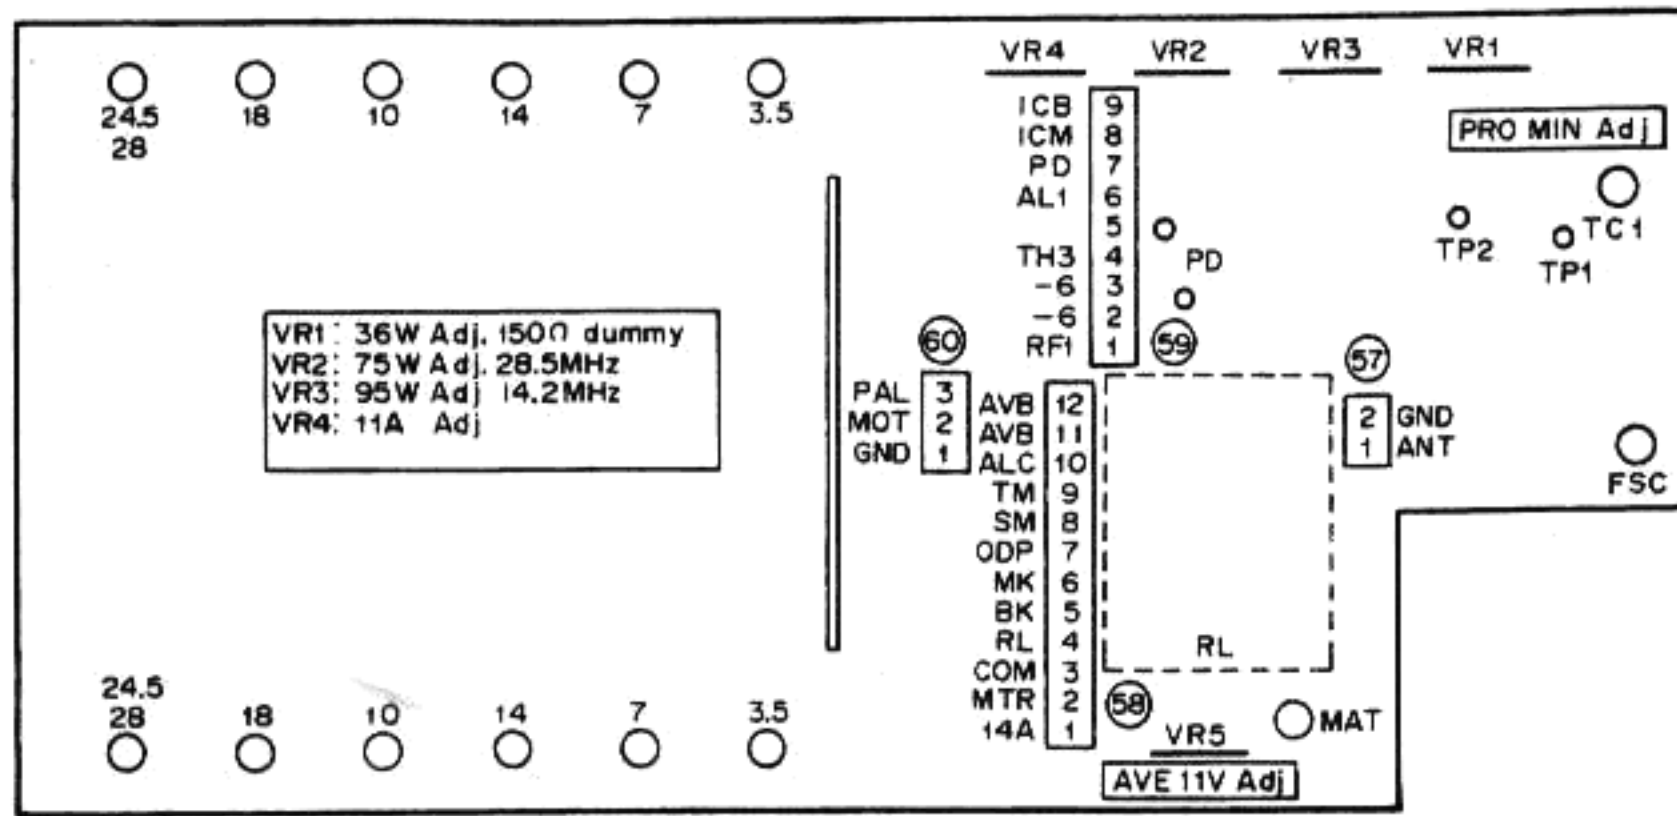 VR4 VR2 VR3 VR1
24.5 18 10 14 7 3.5
28
PRO MIN Adj
ICB 9
ICM 8
PD 7
AL1 6
5
TH3 4
-6 3
-6 2
RF1 1
PD
59
TP2
TP1
TC1
VR1: 36W Adj. 150Ω dummy
VR2: 75W Adj. 28.5MHz
VR3: 95W Adj 14.2MHz
VR4: 11A Adj
60
PAL 3
MOT 2
GND 1
57
2 GND
1 ANT
FSC
AVB 12
AVB 11
ALC 10
TM 9
SM 8
ODP 7
MK 6
BK 5
RL 4
COM 3
MTR 2
14A 1
RL
58
MAT
VR5
AVE 11V Adj
24.5
28 18 10 14 7 3.5